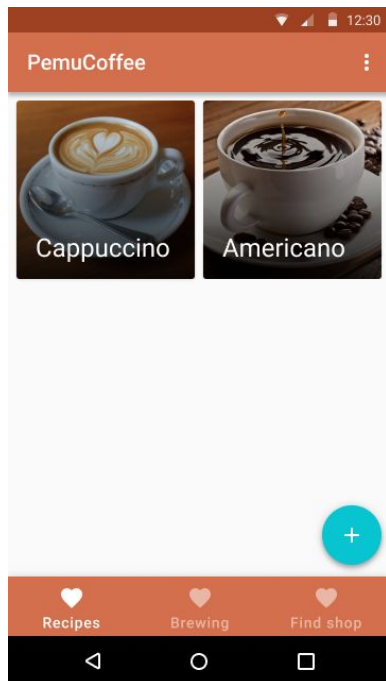 12:30
PemuCoffee
Cappuccino Americano
+
Recipes Brewing Find shop